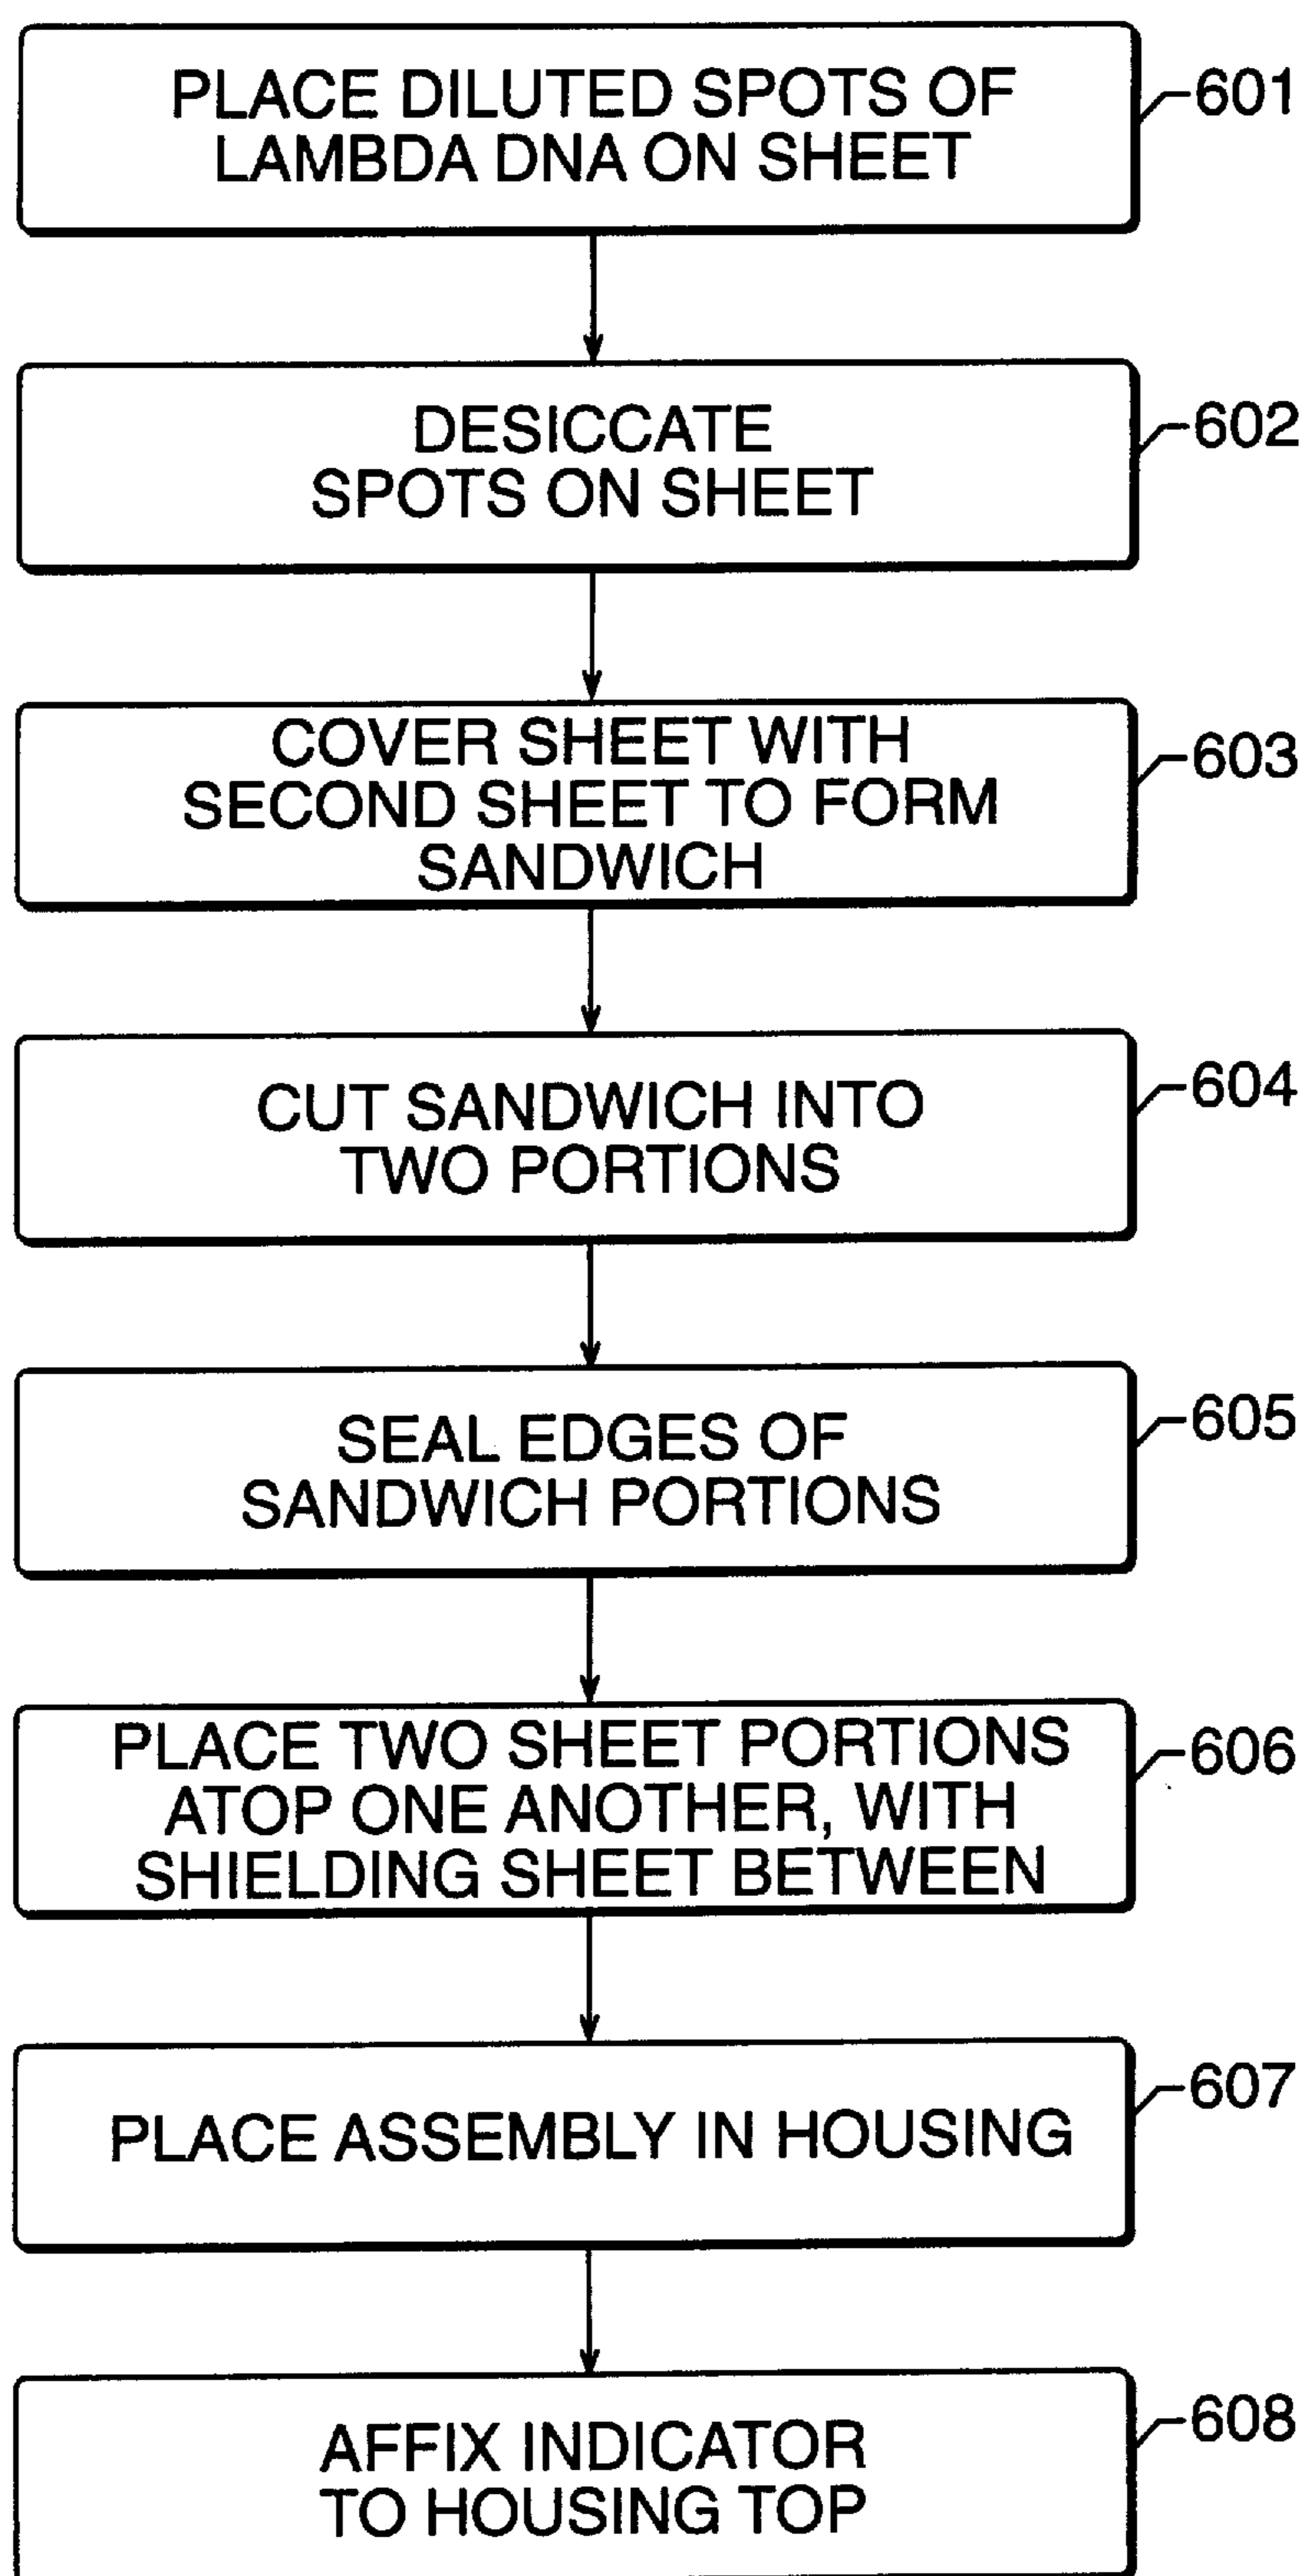 PLACE DILUTED SPOTS OF
LAMBDA DNA ON SHEET
601
DESICCATE
SPOTS ON SHEET
602
COVER SHEET WITH
SECOND SHEET TO FORM
SANDWICH
603
CUT SANDWICH INTO
TWO PORTIONS
604
SEAL EDGES OF
SANDWICH PORTIONS
605
PLACE TWO SHEET PORTIONS
ATOP ONE ANOTHER, WITH
SHIELDING SHEET BETWEEN
606
PLACE ASSEMBLY IN HOUSING
607
AFFIX INDICATOR
TO HOUSING TOP
608